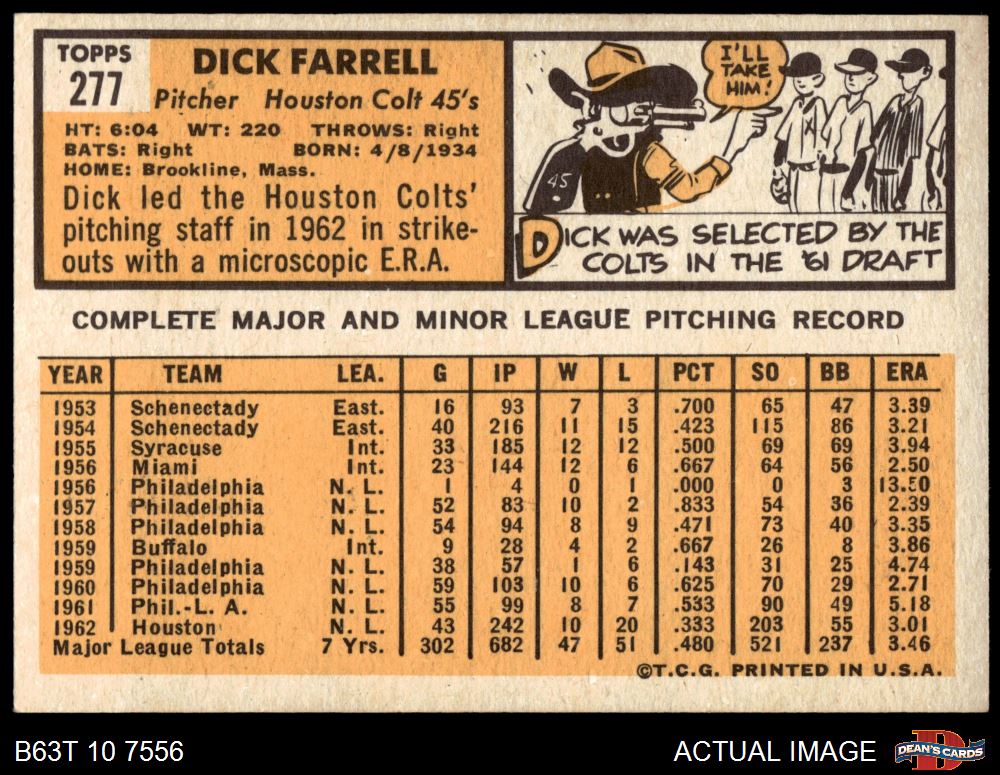 TOPPS
277
DICK FARRELL
Pitcher Houston Colt 45's
HT: 6:04 WT: 220 THROWS: Right
BATS: Right BORN: 4/8/1934
HOME: Brookline, Mass.
Dick led the Houston Colts'
pitching staff in 1962 in strike-
outs with a microscopic E.R.A.
I'LL
TAKE
HIM!
45
DICK WAS SELECTED BY THE
COLTS IN THE '61 DRAFT
COMPLETE MAJOR AND MINOR LEAGUE PITCHING RECORD
YEAR TEAM LEA. G IP W L PCT SO BB ERA
1953 Schenectady East. 16 93 7 3 .700 65 47 3.39
1954 Schenectady East. 40 216 11 15 .423 115 86 3.21
1955 Syracuse Int. 33 185 12 12 .500 69 69 3.94
1956 Miami Int. 23 144 12 6 .667 64 56 2.50
1956 Philadelphia N. L. 1 4 0 1 .000 0 3 13.50
1957 Philadelphia N. L. 52 83 10 2 .833 54 36 2.39
1958 Philadelphia N. L. 54 94 8 9 .471 73 40 3.35
1959 Buffalo Int. 9 28 4 2 .667 26 8 3.86
1959 Philadelphia N. L. 38 57 1 6 .143 31 25 4.74
1960 Philadelphia N. L. 59 103 10 6 .625 70 29 2.71
1961 Phil.-L. A. N. L. 55 99 8 7 .533 90 49 5.18
1962 Houston N. L. 43 242 10 20 .333 203 55 3.01
Major League Totals 7 Yrs. 302 682 47 51 .480 521 237 3.46
©T.C.G. PRINTED IN U.S.A.
B63T 10 7556
ACTUAL IMAGE
DEAN'S CARDS